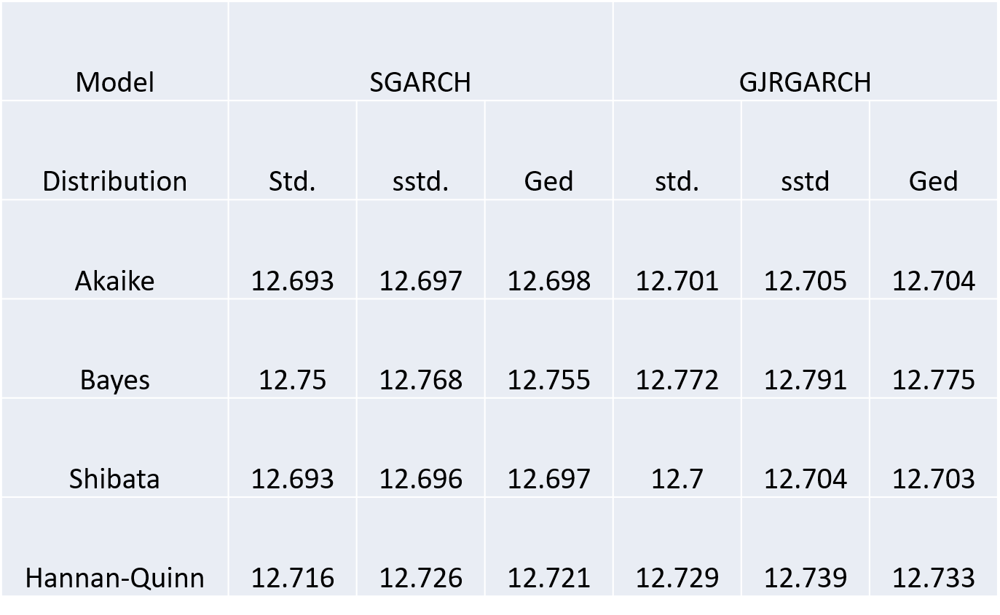 Model SGARCH GJRGARCH
Distribution Std. sstd. Ged std. sstd Ged
Akaike 12.693 12.697 12.698 12.701 12.705 12.704
Bayes 12.75 12.768 12.755 12.772 12.791 12.775
Shibata 12.693 12.696 12.697 12.7 12.704 12.703
Hannan-Quinn 12.716 12.726 12.721 12.729 12.739 12.733